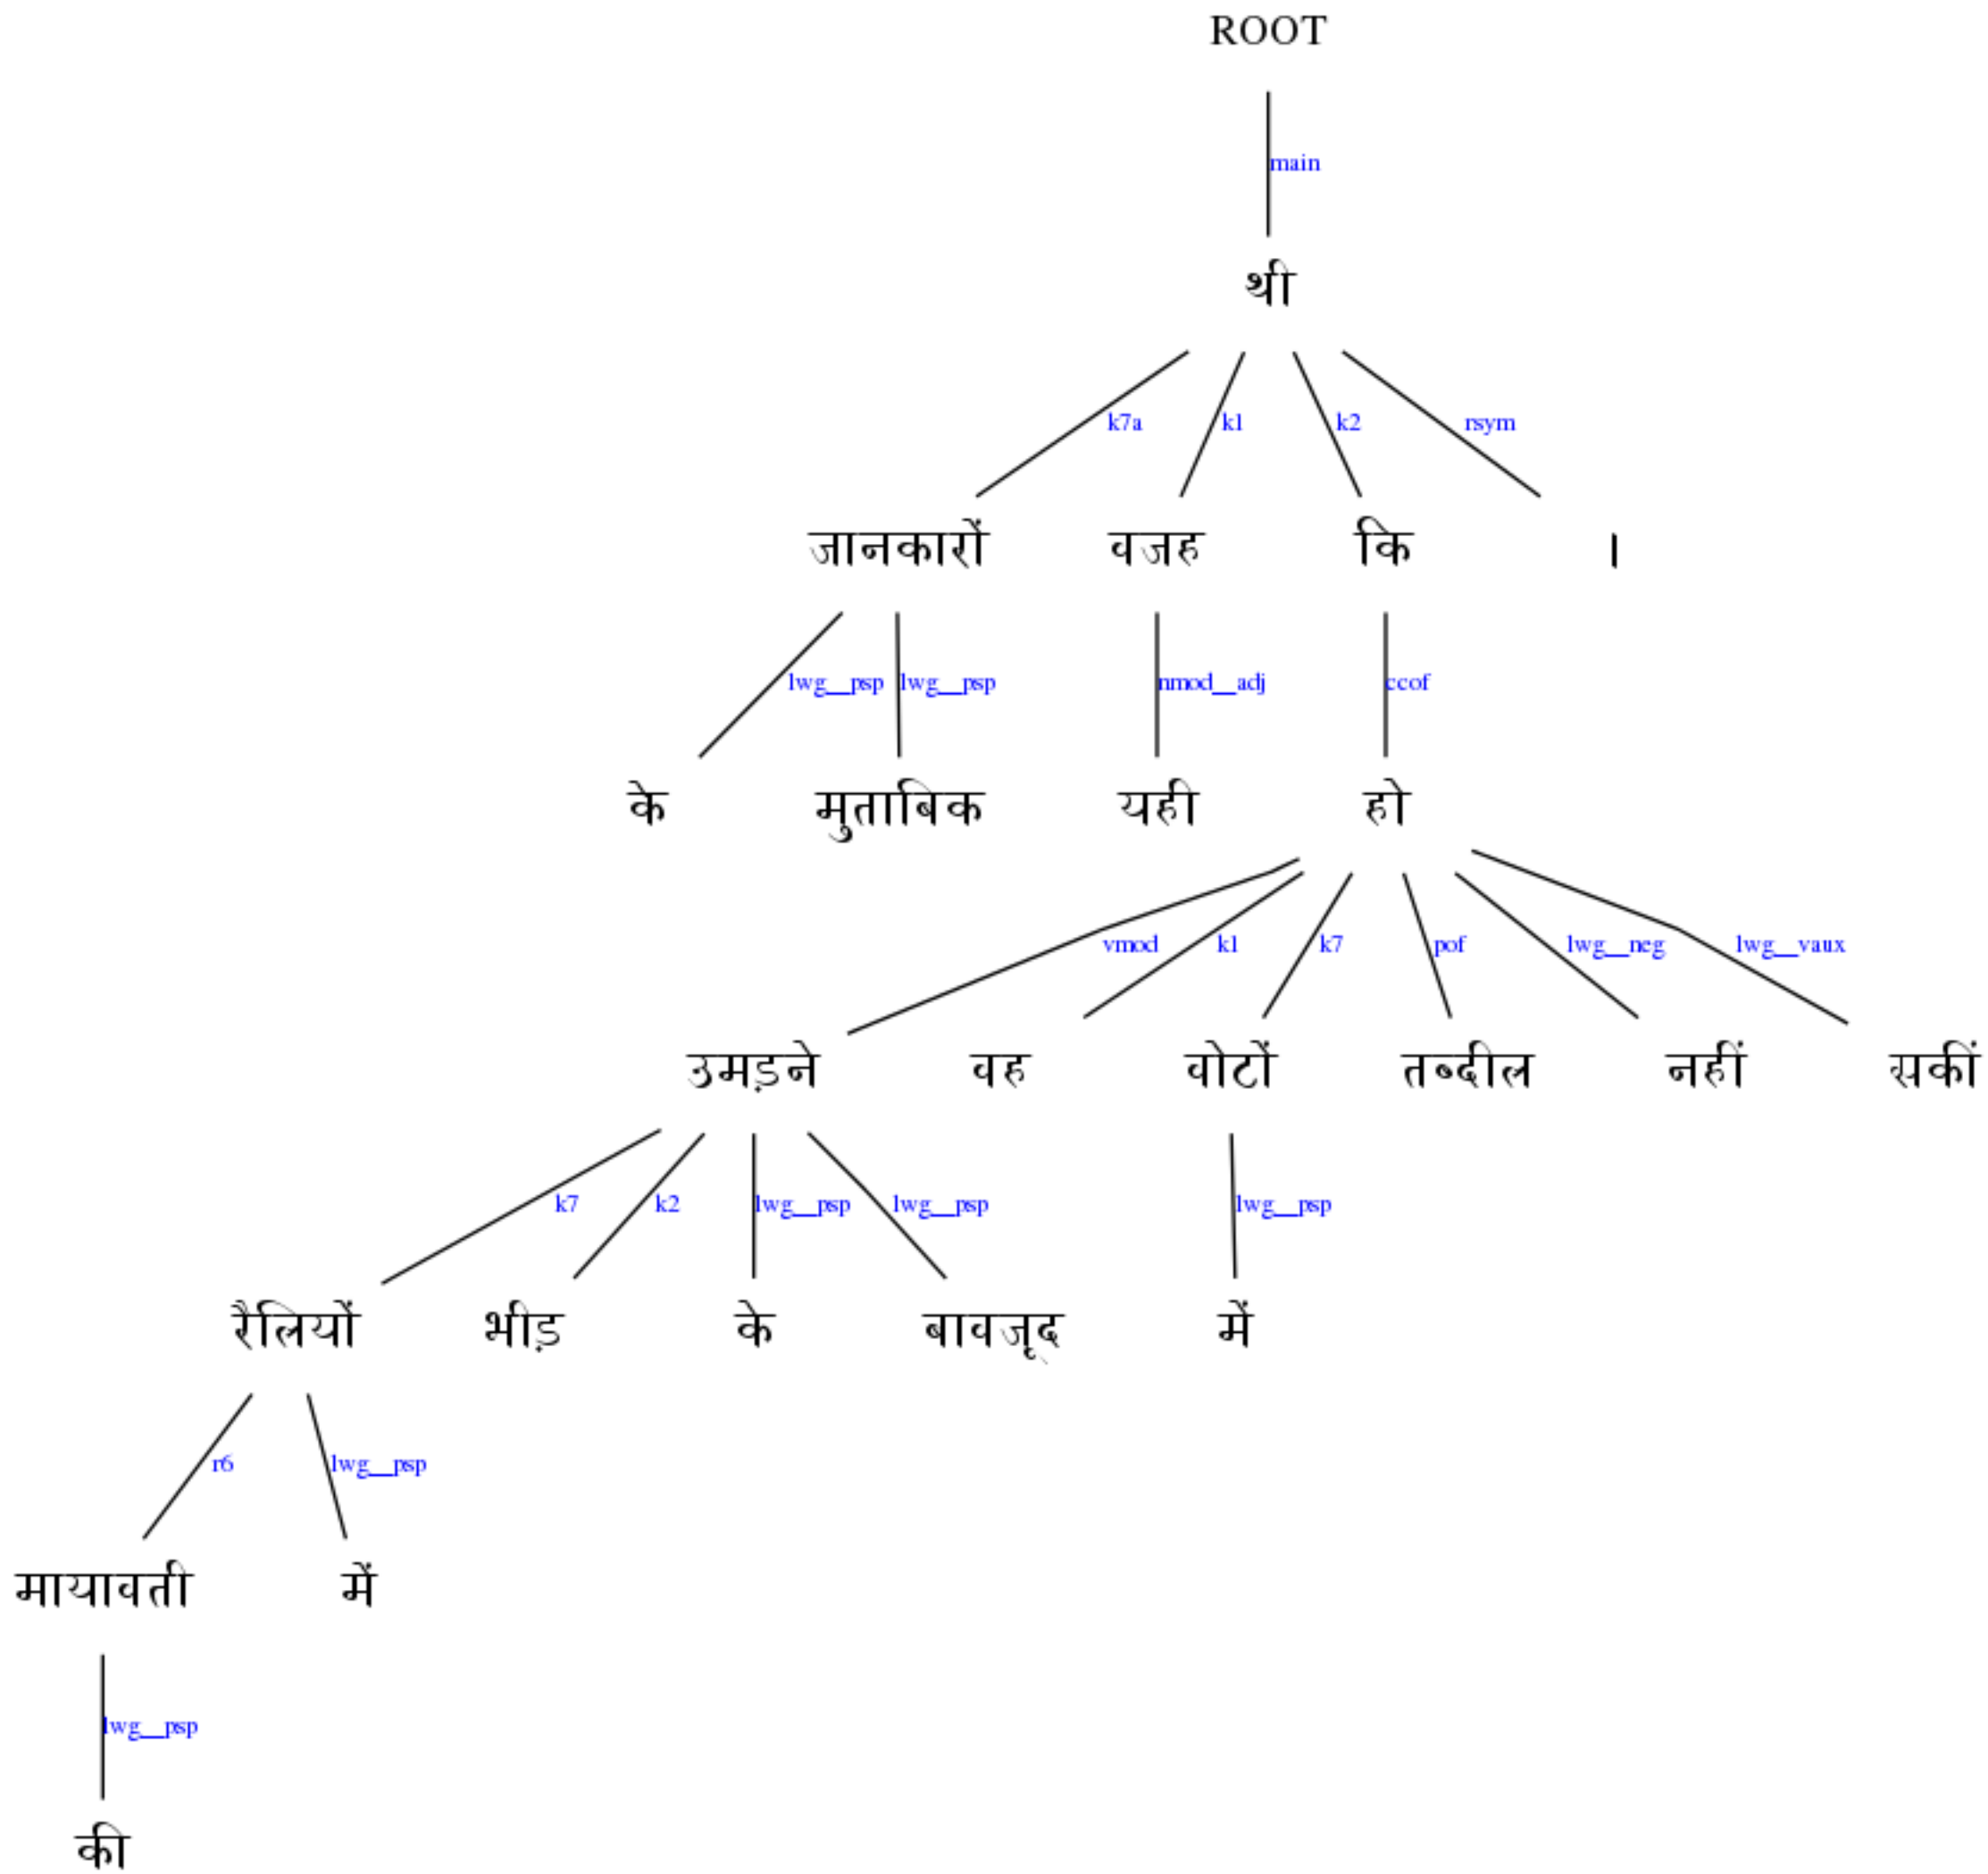 ROOT
main
थी
k7a k1 k2 rsym
जानकारों वजह कि ।
lwg__psp lwg__psp nmod__adj ccof
के मुताबिक यही हो
vmod k1 k7 pof lwg__neg lwg__vaux
उमड़ने वह वोटों तब्दील नहीं सकीं
k7 k2 lwg__psp lwg__psp lwg__psp
रैलियों भीड़ के बावजूद में
r6 lwg__psp
मायावती में
lwg__psp
की